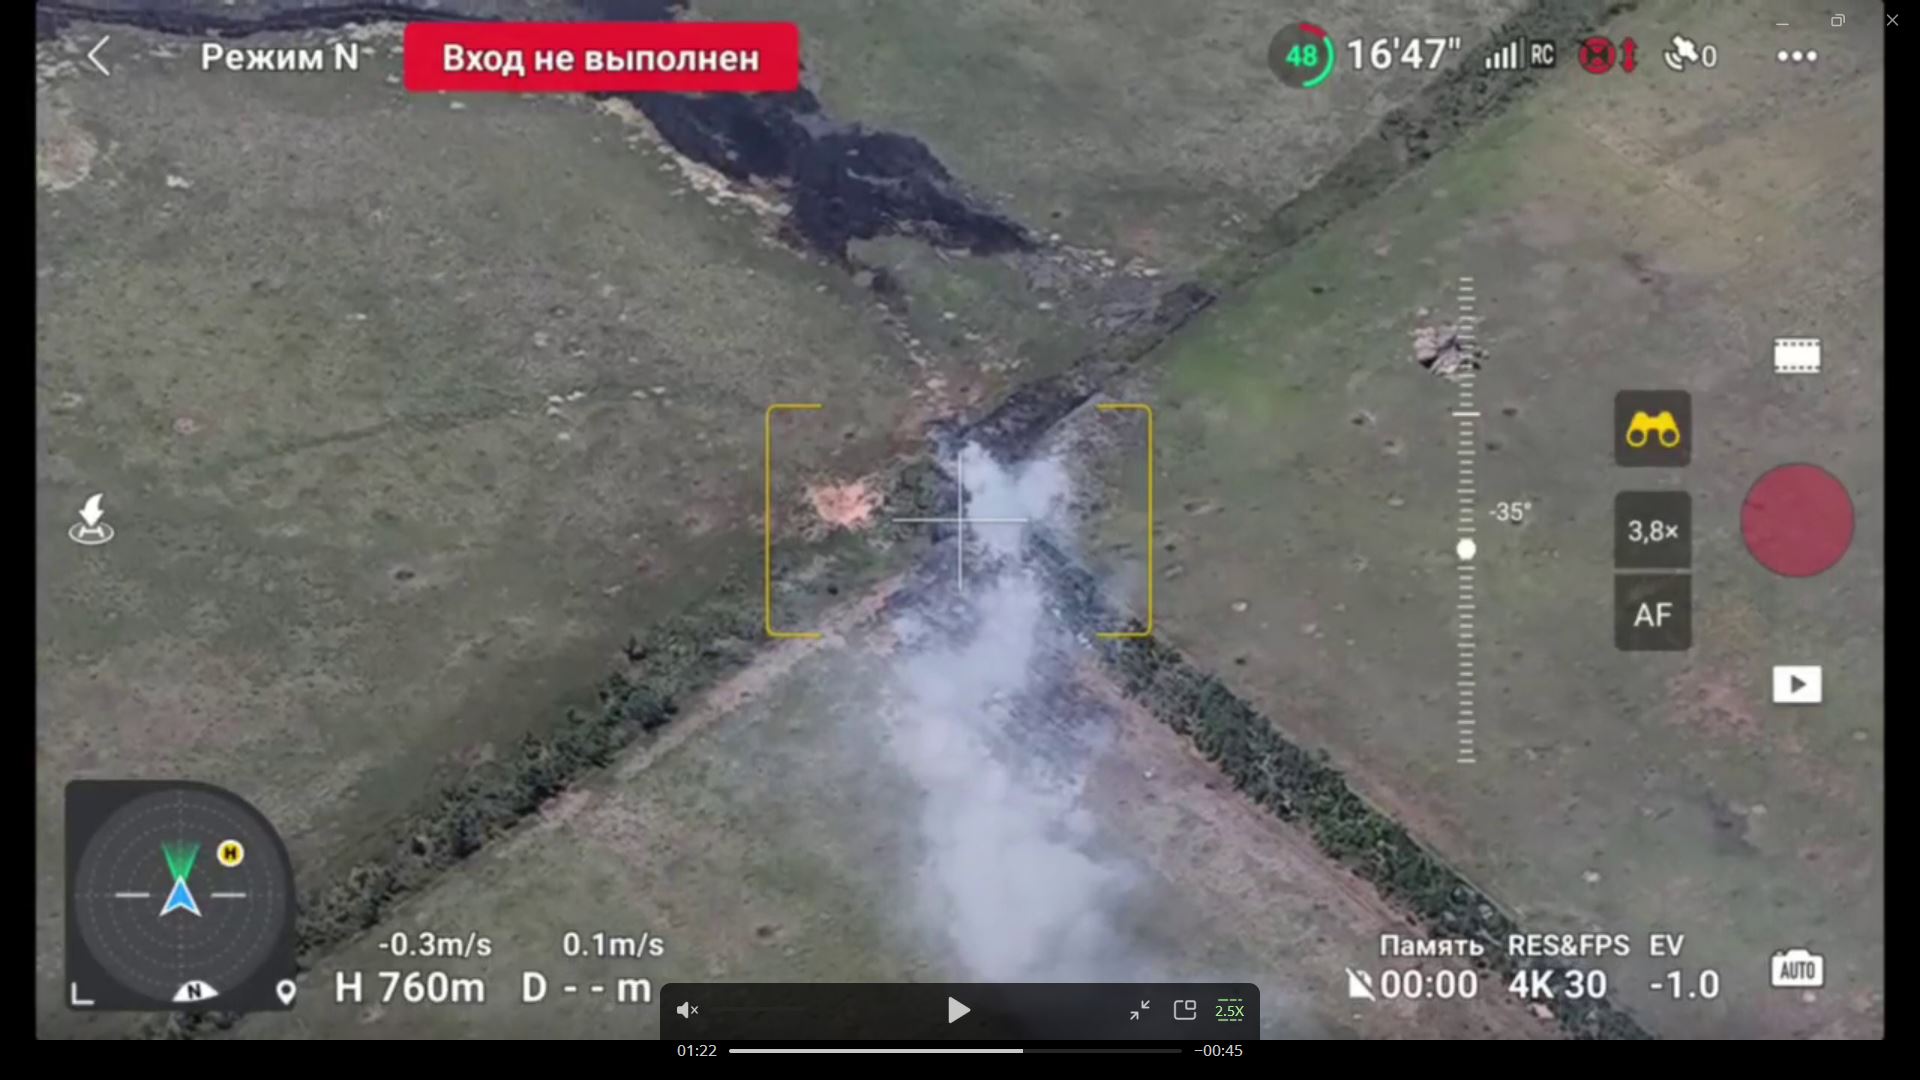 Режим N
Вход не выполнен
48
16'47"
RC
0
-35°
3,8×
AF
H
N
-0.3m/s 0.1m/s
H 760m D - - m
Память RES&FPS EV
00:00 4K 30 -1.0
AUTO
2.5X
01:22 −00:45